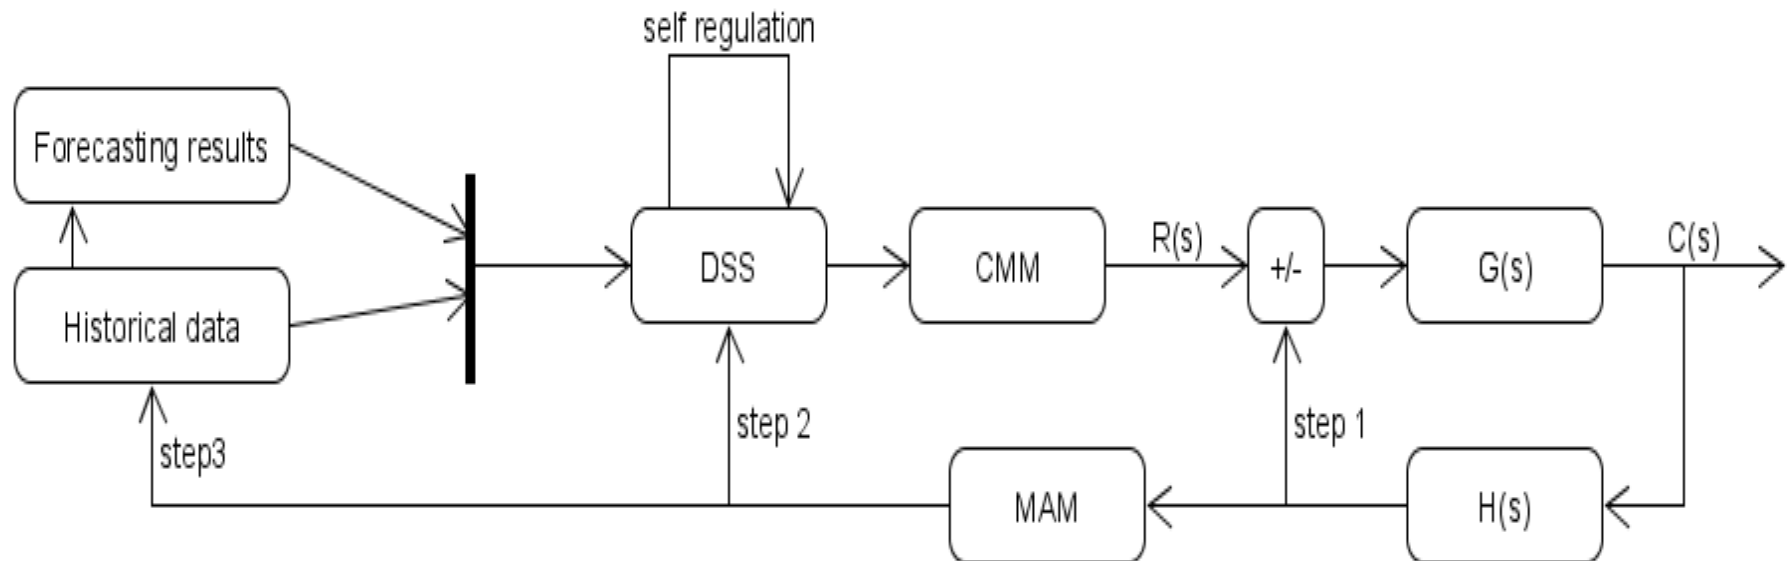 self regulation
Forecasting results
Historical data
DSS
CMM
R(s)
+/-
G(s)
C(s)
step3
step 2
step 1
MAM
H(s)